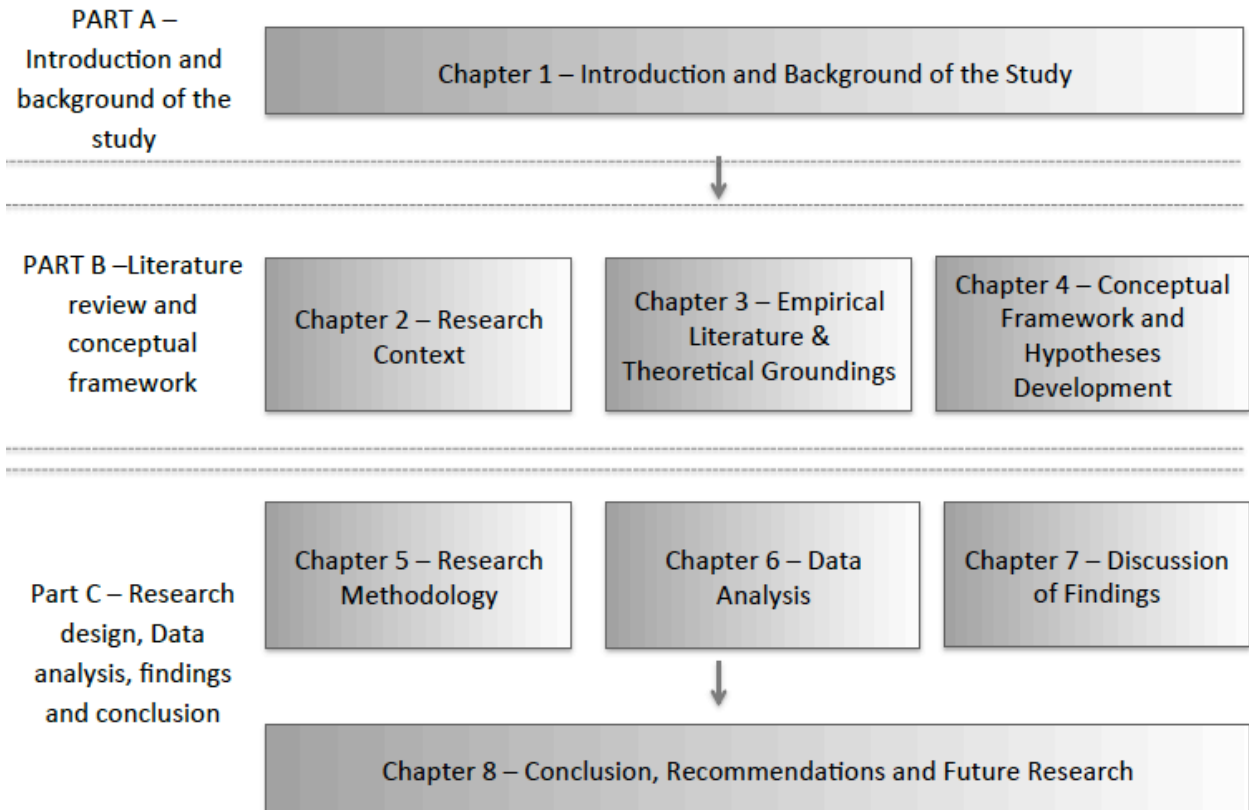 PART A –
Introduction and
background of the
study
Chapter 1 – Introduction and Background of the Study
PART B –Literature
review and
conceptual
framework
Chapter 2 – Research
Context
Chapter 3 – Empirical
Literature &
Theoretical Groundings
Chapter 4 – Conceptual
Framework and
Hypotheses
Development
Part C – Research
design, Data
analysis, findings
and conclusion
Chapter 5 – Research
Methodology
Chapter 6 – Data
Analysis
Chapter 7 – Discussion
of Findings
Chapter 8 – Conclusion, Recommendations and Future Research